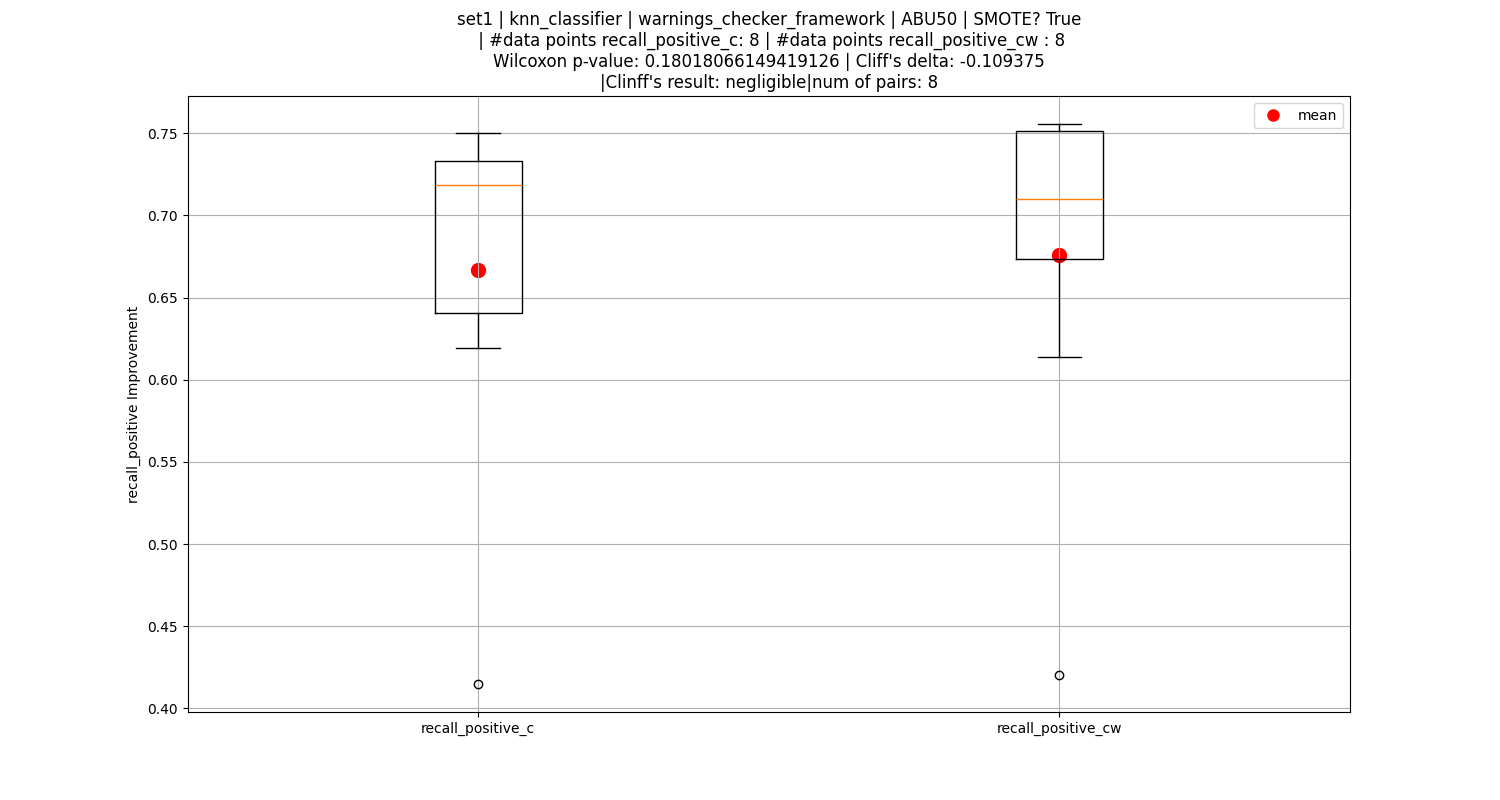 set1 | knn_classifier | warnings_checker_framework | ABU50 | SMOTE? True
| #data points recall_positive_c: 8 | #data points recall_positive_cw : 8
Wilcoxon p-value: 0.18018066149419126 | Cliff's delta: -0.109375
|Clinff's result: negligible|num of pairs: 8
mean
0.75
0.70
0.65
0.60
0.55
0.50
0.45
0.40
recall_positive Improvement
recall_positive_c
recall_positive_cw